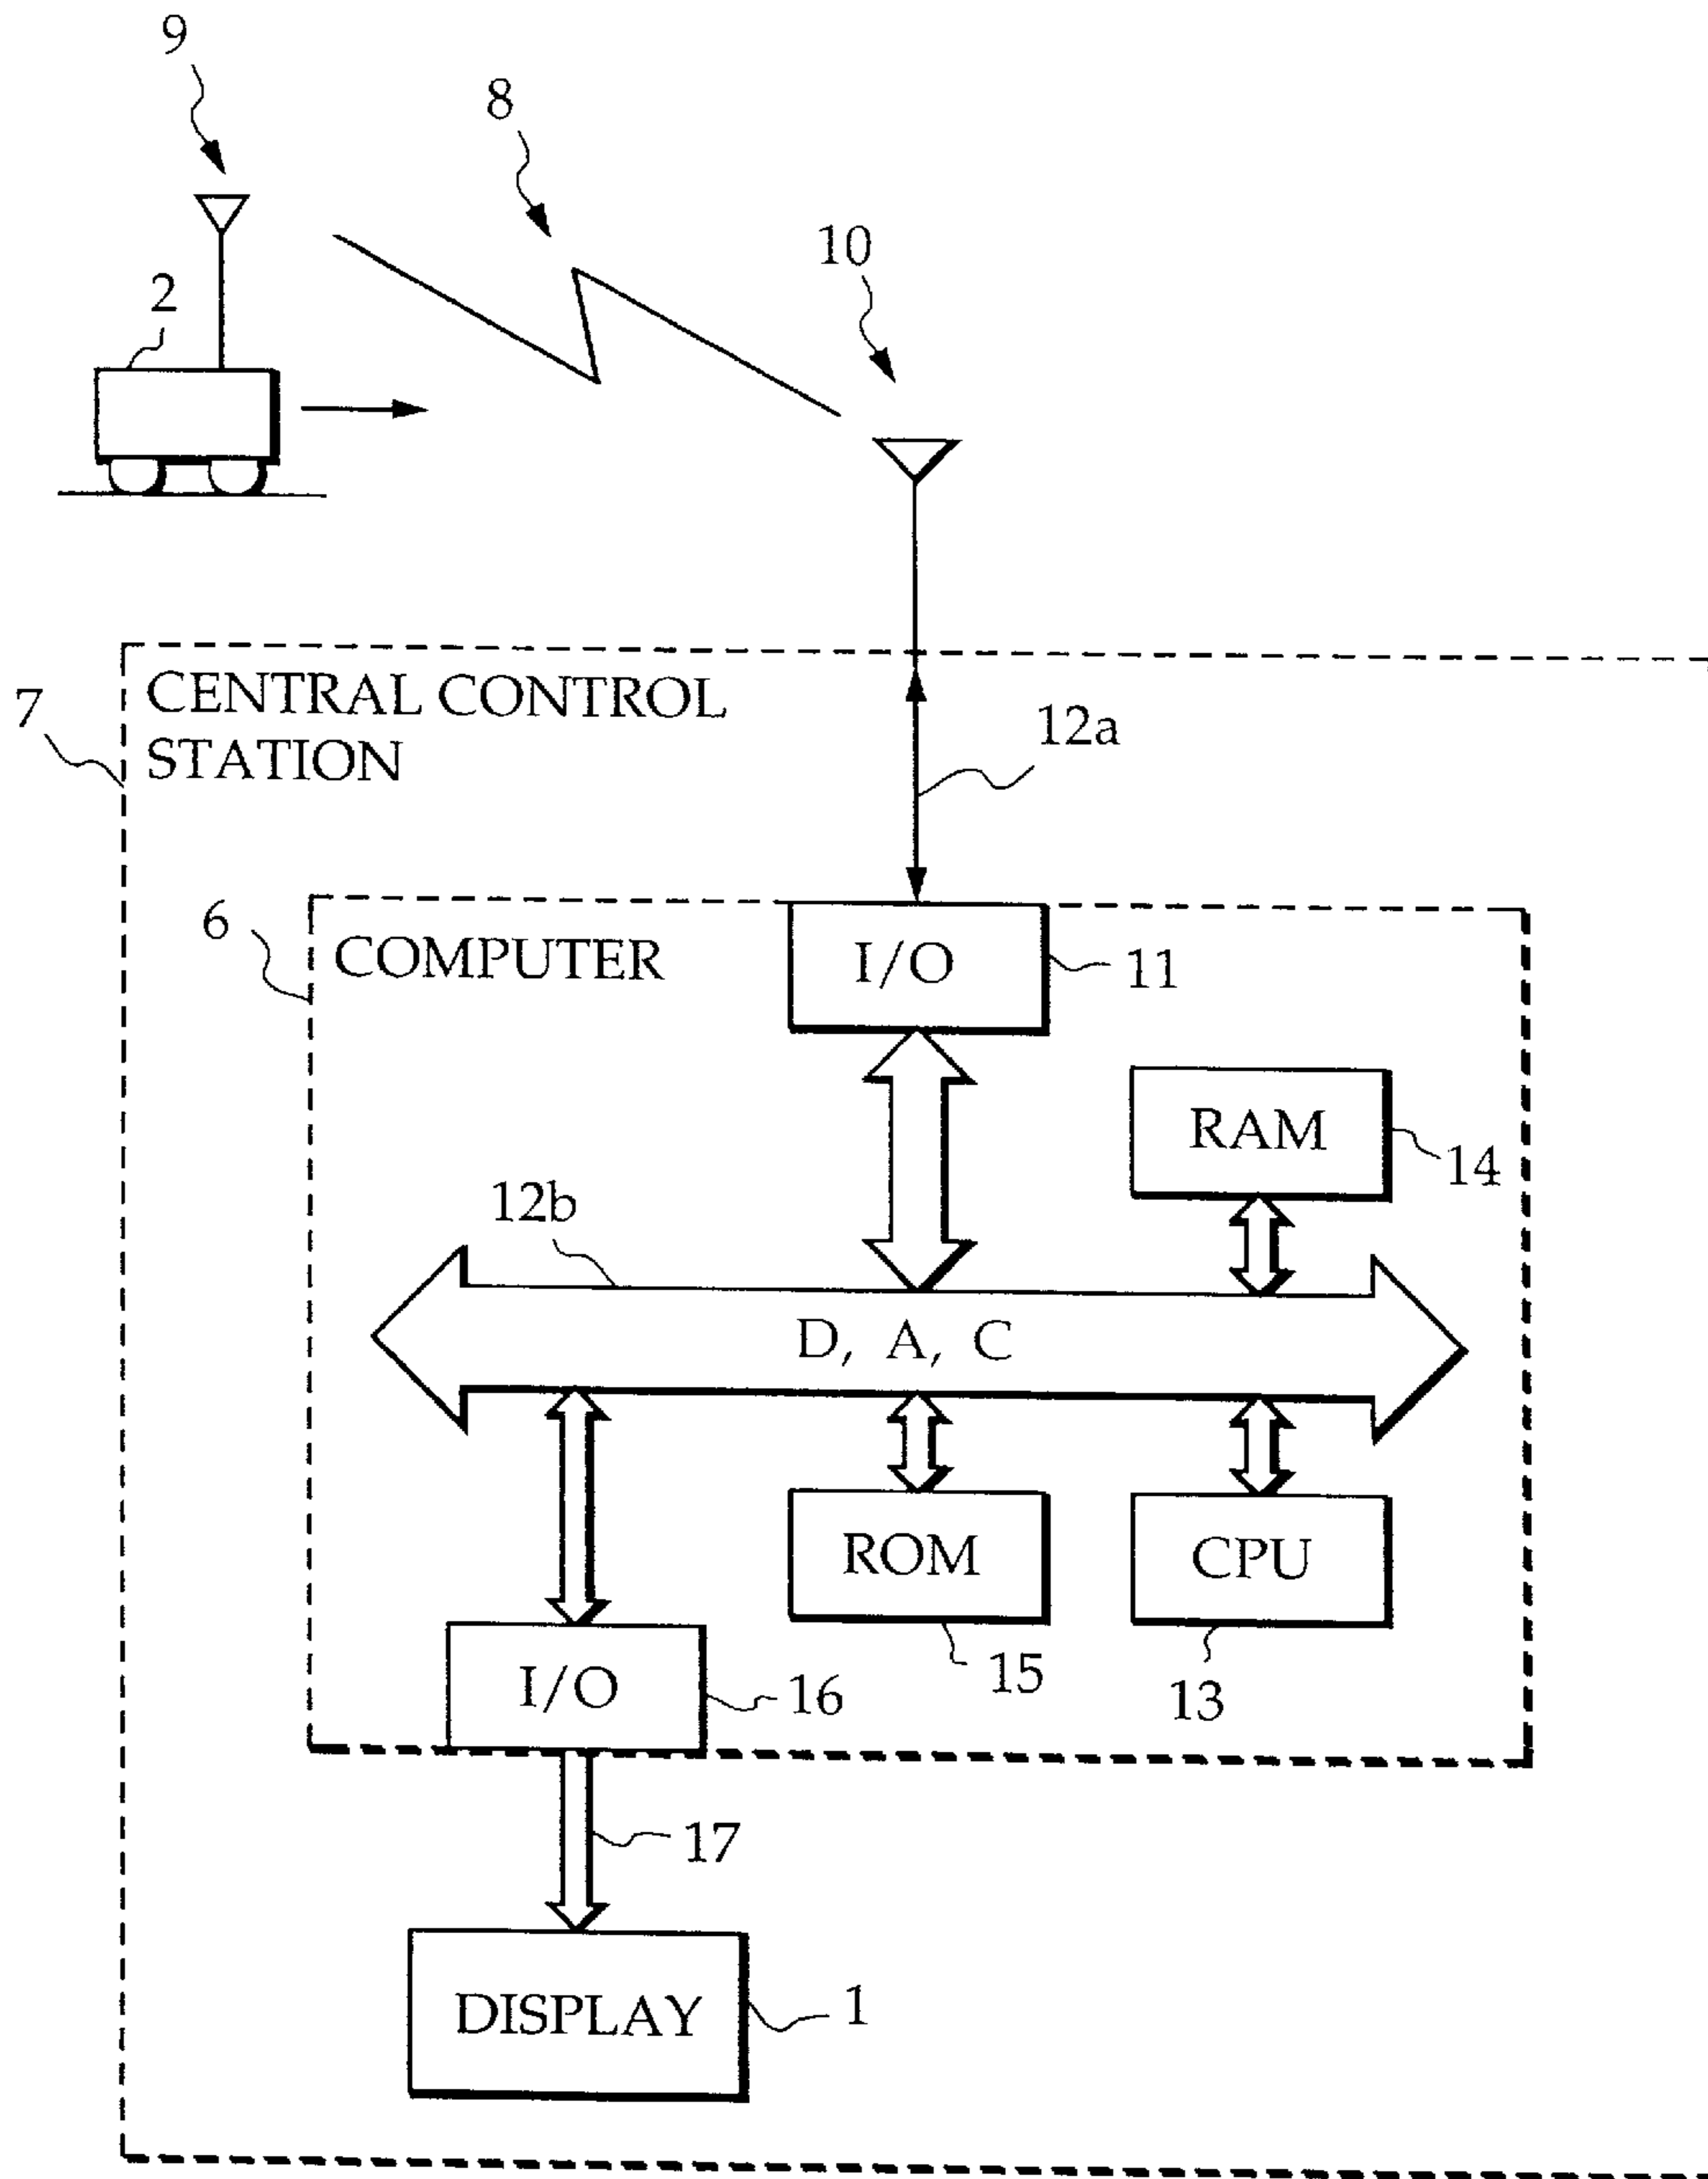 9
8
10
2
7
CENTRAL CONTROL
STATION
12a
6
COMPUTER
I/O
11
RAM
14
12b
D, A, C
ROM
CPU
15
13
I/O
16
17
DISPLAY
1